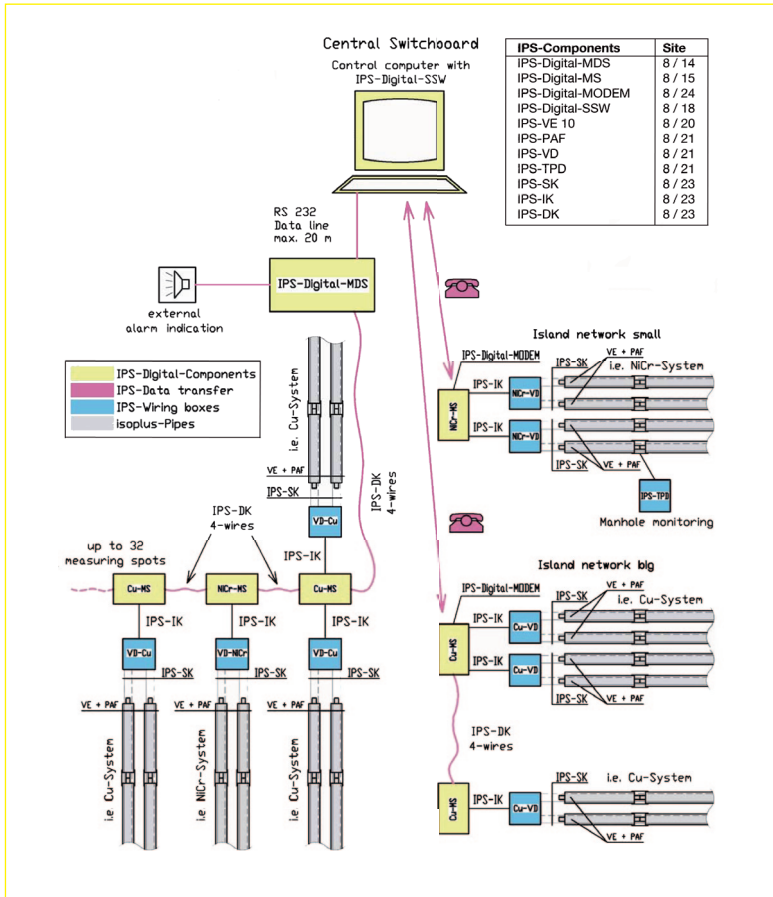 Central Switchboard
Control computer with
IPS-Digital-SSW
IPS-Components Site
IPS-Digital-MDS 8 / 14
IPS-Digital-MS 8 / 15
IPS-Digital-MODEM 8 / 24
IPS-Digital-SSW 8 / 18
IPS-VE 10 8 / 20
IPS-PAF 8 / 21
IPS-VD 8 / 21
IPS-TPD 8 / 21
IPS-SK 8 / 23
IPS-IK 8 / 23
IPS-DK 8 / 23
RS 232
Data line
max. 20 m
IPS-Digital-MDS
external
alarm indication
IPS-Digital-Components
IPS-Data transfer
IPS-Wiring boxes
isoplus-Pipes
i.e. Cu-System
VE + PAF
IPS-SK
VD-Cu
IPS-IK
IPS-DK
4-wires
IPS-DK
4-wires
up to 32
measuring spots
Cu-MS
NiCr-MS
Cu-MS
IPS-IK
IPS-IK
IPS-IK
VD-Cu
VD-NiCr
VD-Cu
IPS-SK
IPS-SK
IPS-SK
VE + PAF
VE + PAF
VE + PAF
i.e Cu-System
i.e NiCr-System
i.e. Cu-System
Island network small
VE + PAF
IPS-Digital-MODEM
IPS-SK
i.e. NiCr-System
NiCr-MS
IPS-IK
NiCr-VD
IPS-IK
NiCr-VD
IPS-SK
VE + PAF
IPS-TPD
Manhole monitoring
Island network big
VE + PAF
IPS-Digital-MODEM
IPS-SK
i.e. Cu-System
Cu-MS
IPS-IK
Cu-VD
IPS-IK
Cu-VD
IPS-SK
VE + PAF
IPS-DK
4-wires
IPS-SK
i.e. Cu-System
Cu-MS
IPS-IK
Cu-VD
VE + PAF